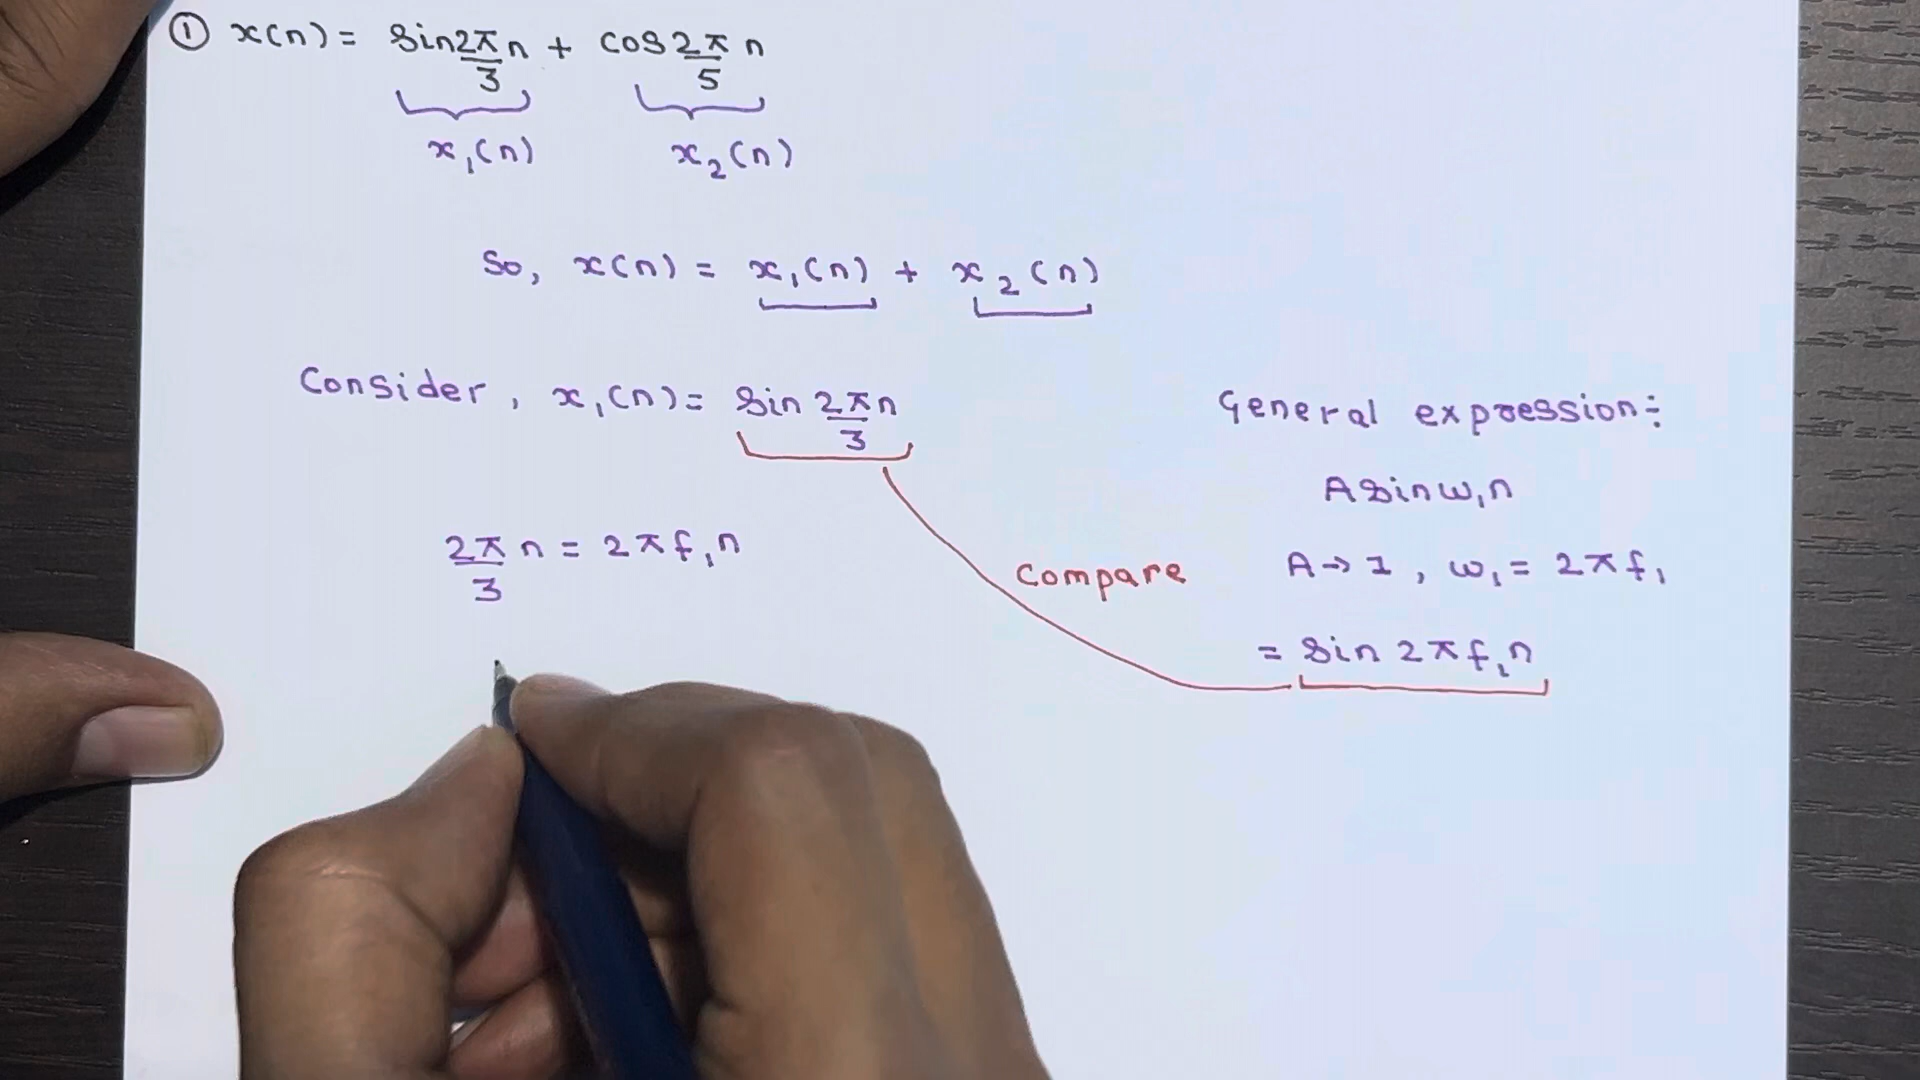 ① x(n) = sin 2π/3 n + cos 2π/5 n
x₁(n) x₂(n)
So, x(n) = x₁(n) + x₂(n)
Consider, x₁(n) = sin 2π/3 n
General expression:
A sin ω₁n
2π/3 n = 2πf₁n
Compare
A → 1, ω₁ = 2πf₁
= sin 2πf₁n